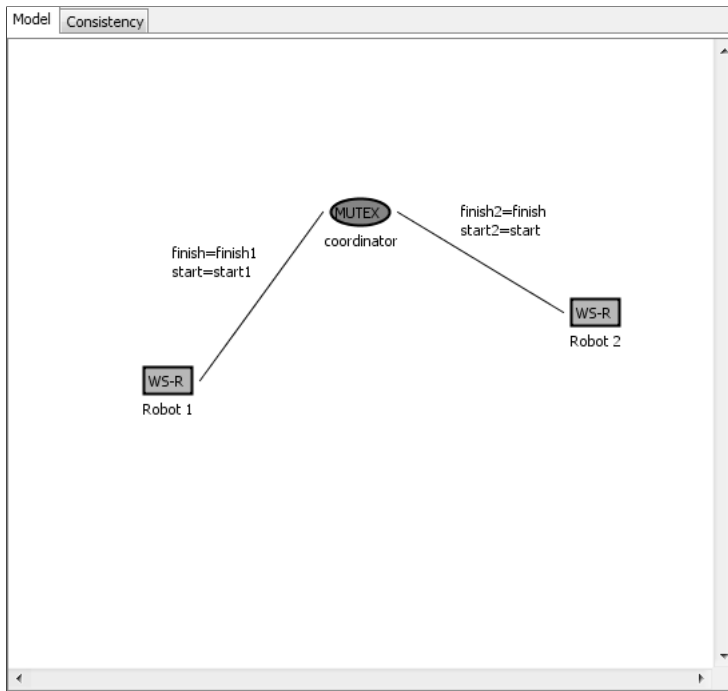 Model
Consistency
MUTEX
coordinator
finish=finish1
start=start1
finish2=finish
start2=start
WS-R
Robot 2
WS-R
Robot 1